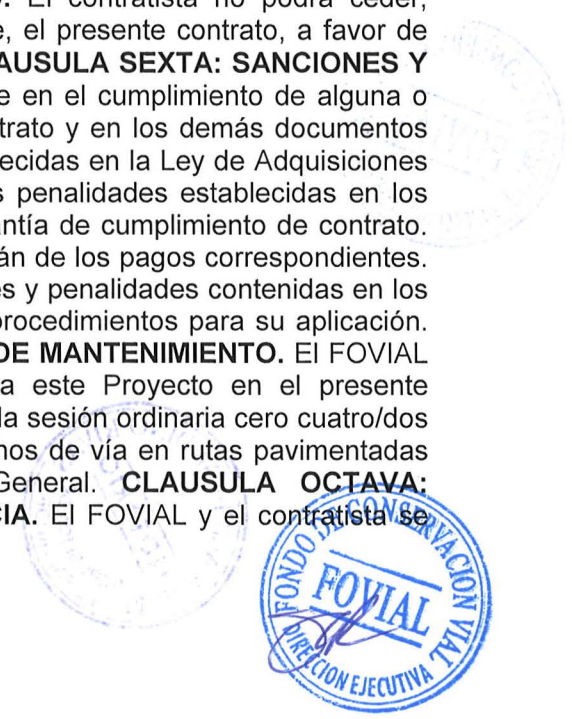 El contratista no podrá ceder,
e, el presente contrato, a favor de
AUSULA SEXTA: SANCIONES Y
e en el cumplimiento de alguna o
trato y en los demás documentos
ecidas en la Ley de Adquisiciones
s penalidades establecidas en los
ntía de cumplimiento de contrato.
án de los pagos correspondientes.
es y penalidades contenidas en los
procedimientos para su aplicación.
DE MANTENIMIENTO. El FOVIAL
a este Proyecto en el presente
la sesión ordinaria cero cuatro/dos
nos de vía en rutas pavimentadas
General. CLAUSULA OCTAVA:
CIA. El FOVIAL y el contratista se
FONDO DE CONSERVACION VIAL
FOVIAL
DIRECCION EJECUTIVA